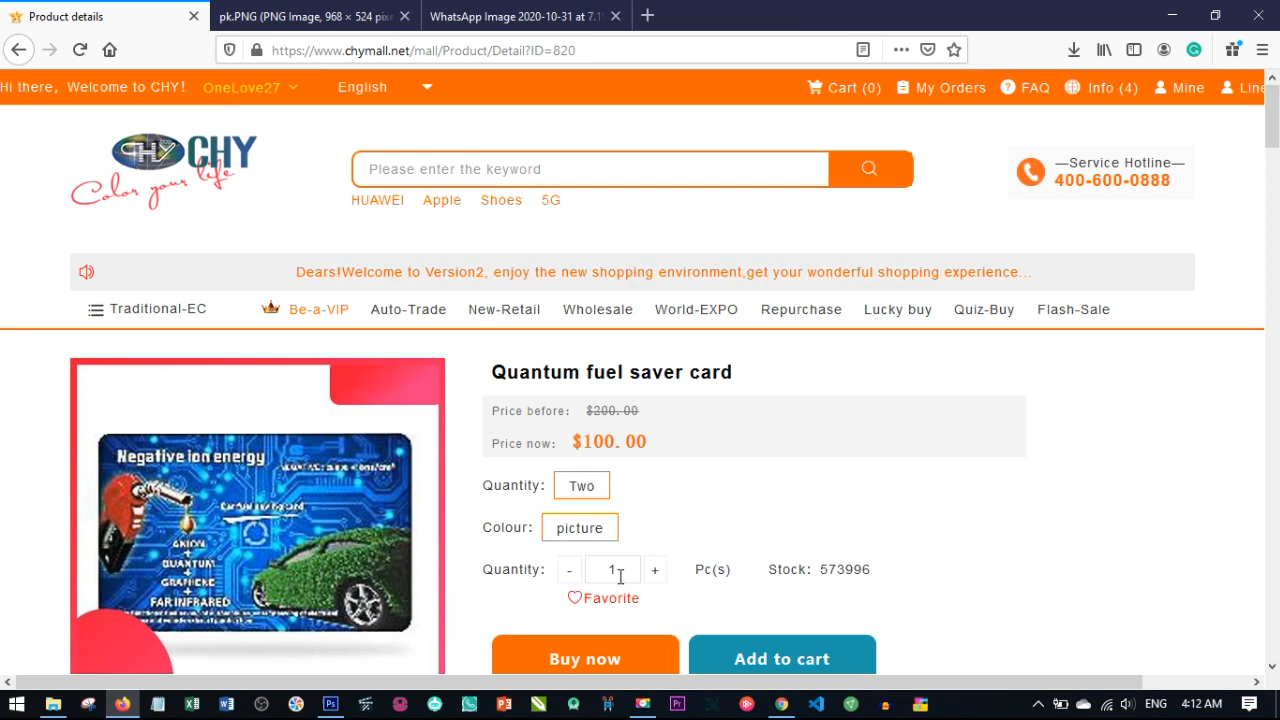 Product details
pk.PNG (PNG Image, 968 × 524 pixe
WhatsApp Image 2020-10-31 at 7.1
https://www.chymall.net/mall/Product/Detail?ID=820
Hi there, Welcome to CHY!
OneLove27
English
Cart (0)
My Orders
FAQ
Info (4)
Mine
Line
CHY
Color your life
Please enter the keyword
HUAWEI Apple Shoes 5G
—Service Hotline—
400-600-0888
Dears!Welcome to Version2, enjoy the new shopping environment,get your wonderful shopping experience...
Traditional-EC
Be-a-VIP
Auto-Trade
New-Retail
Wholesale
World-EXPO
Repurchase
Lucky buy
Quiz-Buy
Flash-Sale
Quantum fuel saver card
Price before: $200.00
Price now: $100.00
Quantity: Two
Colour: picture
Quantity: - 1 + Pc(s) Stock: 573996
Favorite
Buy now
Add to cart
Negative ion energy
ANION
+
QUANTUM
+
GRAPHENE
+
FAR INFRARED
ENG
4:12 AM